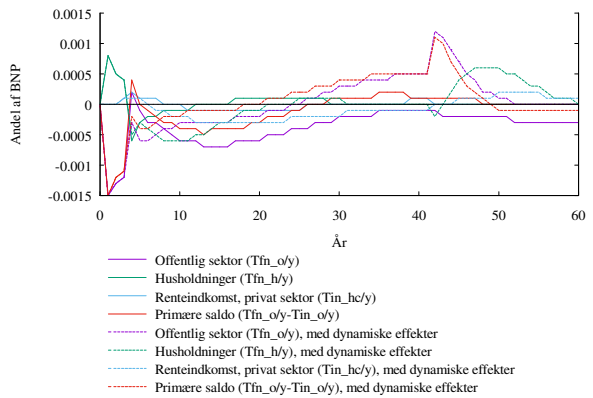 0.0015
0.001
0.0005
0
-0.0005
-0.001
-0.0015
Andel af BNP
0 10 20 30 40 50 60
År
Offentlig sektor (Tfn_o/y)
Husholdninger (Tfn_h/y)
Renteindkomst, privat sektor (Tin_hc/y)
Primære saldo (Tfn_o/y-Tin_o/y)
Offentlig sektor (Tfn_o/y), med dynamiske effekter
Husholdninger (Tfn_h/y), med dynamiske effekter
Renteindkomst, privat sektor (Tin_hc/y), med dynamiske effekter
Primære saldo (Tfn_o/y-Tin_o/y), med dynamiske effekter